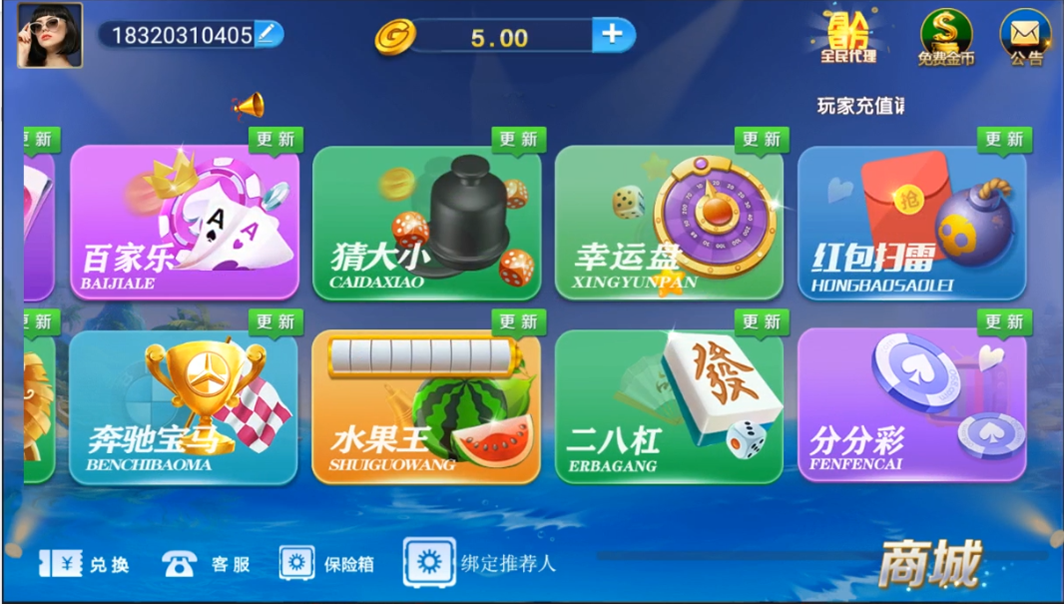 18320310405
5.00
全民代理
免费金币
公告
玩家充值请
更新
更新
更新
更新
更新
百家乐
BAIJIALE
猜大小
CAIDAXIAO
幸运盘
XINGYUNPAN
抢
红包扫雷
HONGBAOSAOLEI
更新
更新
更新
更新
更新
奔驰宝马
BENCHIBAOMA
水果王
SHUIGUOWANG
發
二八杠
ERBAGANG
分分彩
FENFENCAI
兑换
客服
保险箱
绑定推荐人
商城